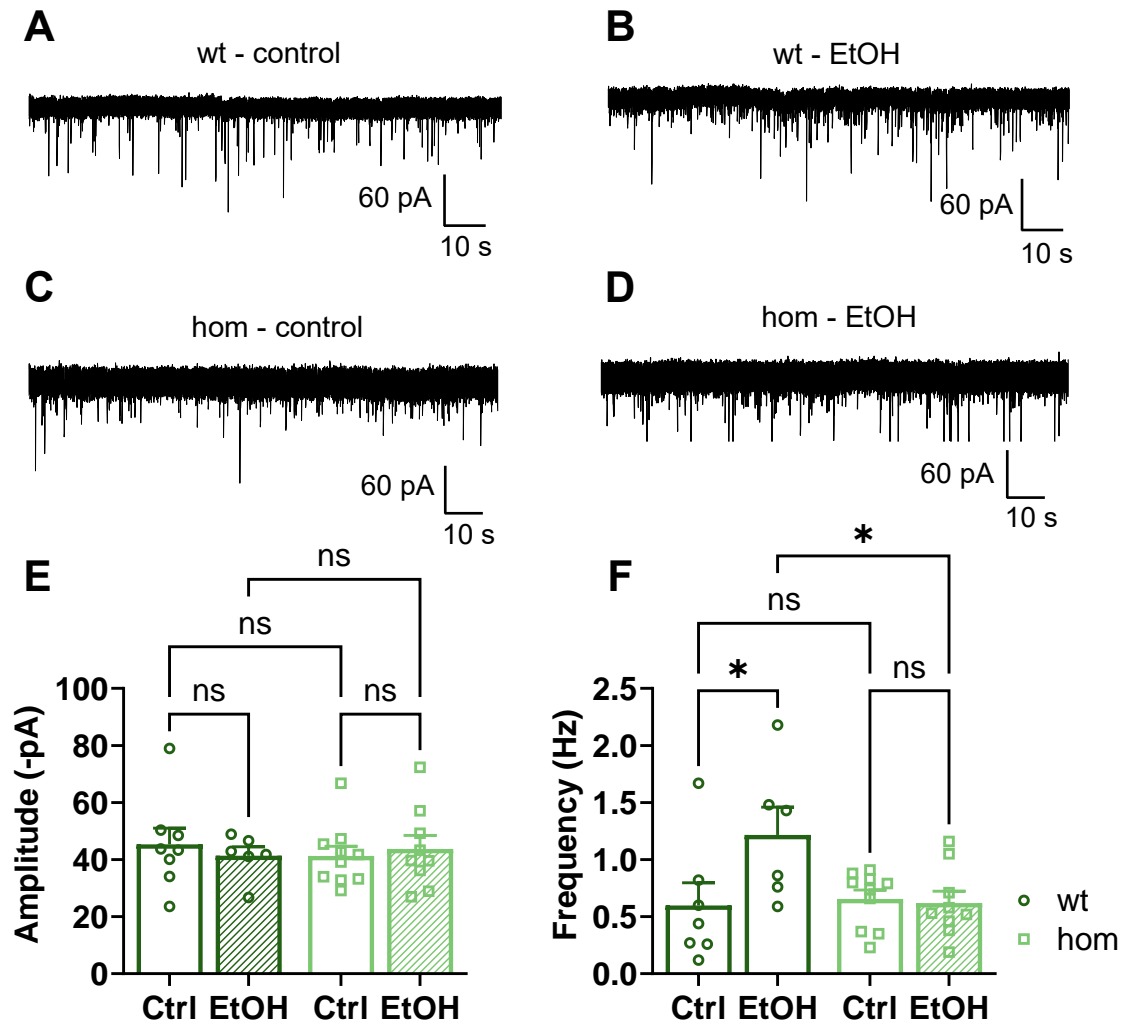 A
B
wt - control
wt - EtOH
60 pA
10 s
60 pA
10 s
C
D
hom - control
hom - EtOH
60 pA
10 s
60 pA
10 s
E
ns
ns
ns
ns
100
80
60
40
20
0
Amplitude (-pA)
Ctrl EtOH Ctrl EtOH
F
*
ns
*
ns
2.5
2.0
1.5
1.0
0.5
0.0
Frequency (Hz)
Ctrl EtOH Ctrl EtOH
wt
hom